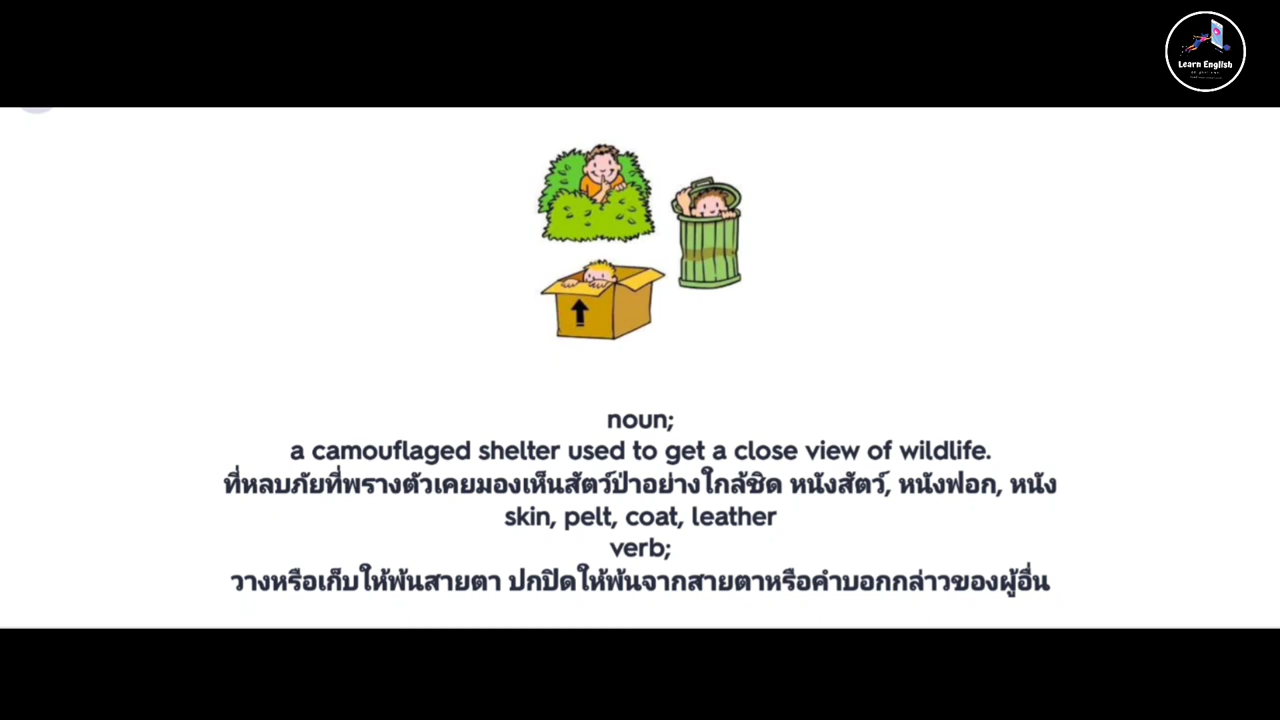 Learn English
noun;
a camouflaged shelter used to get a close view of wildlife.
ที่หลบภัยที่พรางตัวเคยมองเห็นสัตว์ป่าอย่างใกล้ชิด หนังสัตว์, หนังฟอก, หนัง
skin, pelt, coat, leather
verb;
วางหรือเก็บให้พ้นสายตา ปกปิดให้พ้นจากสายตาหรือคำบอกกล่าวของผู้อื่น